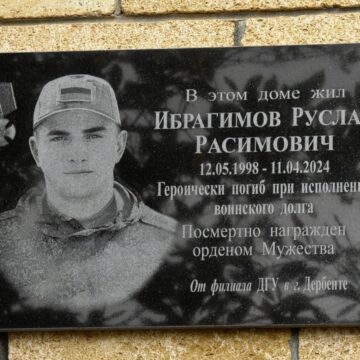 В этом доме жил
ИБРАГИМОВ РУСЛА
РАСИМОВИЧ
12.05.1998 - 11.04.2024
Героически погиб при исполнени
воинского долга
Посмертно награжден
орденом Мужества
От филиала ДГУ в г. Дербенте